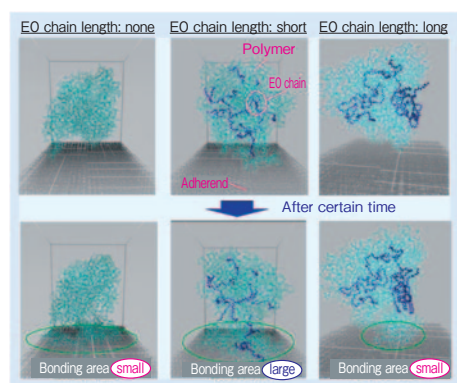 EO chain length: none EO chain length: short EO chain length: long
Polymer
EO chain
Adherend
After certain time
Bonding area small Bonding area large Bonding area small